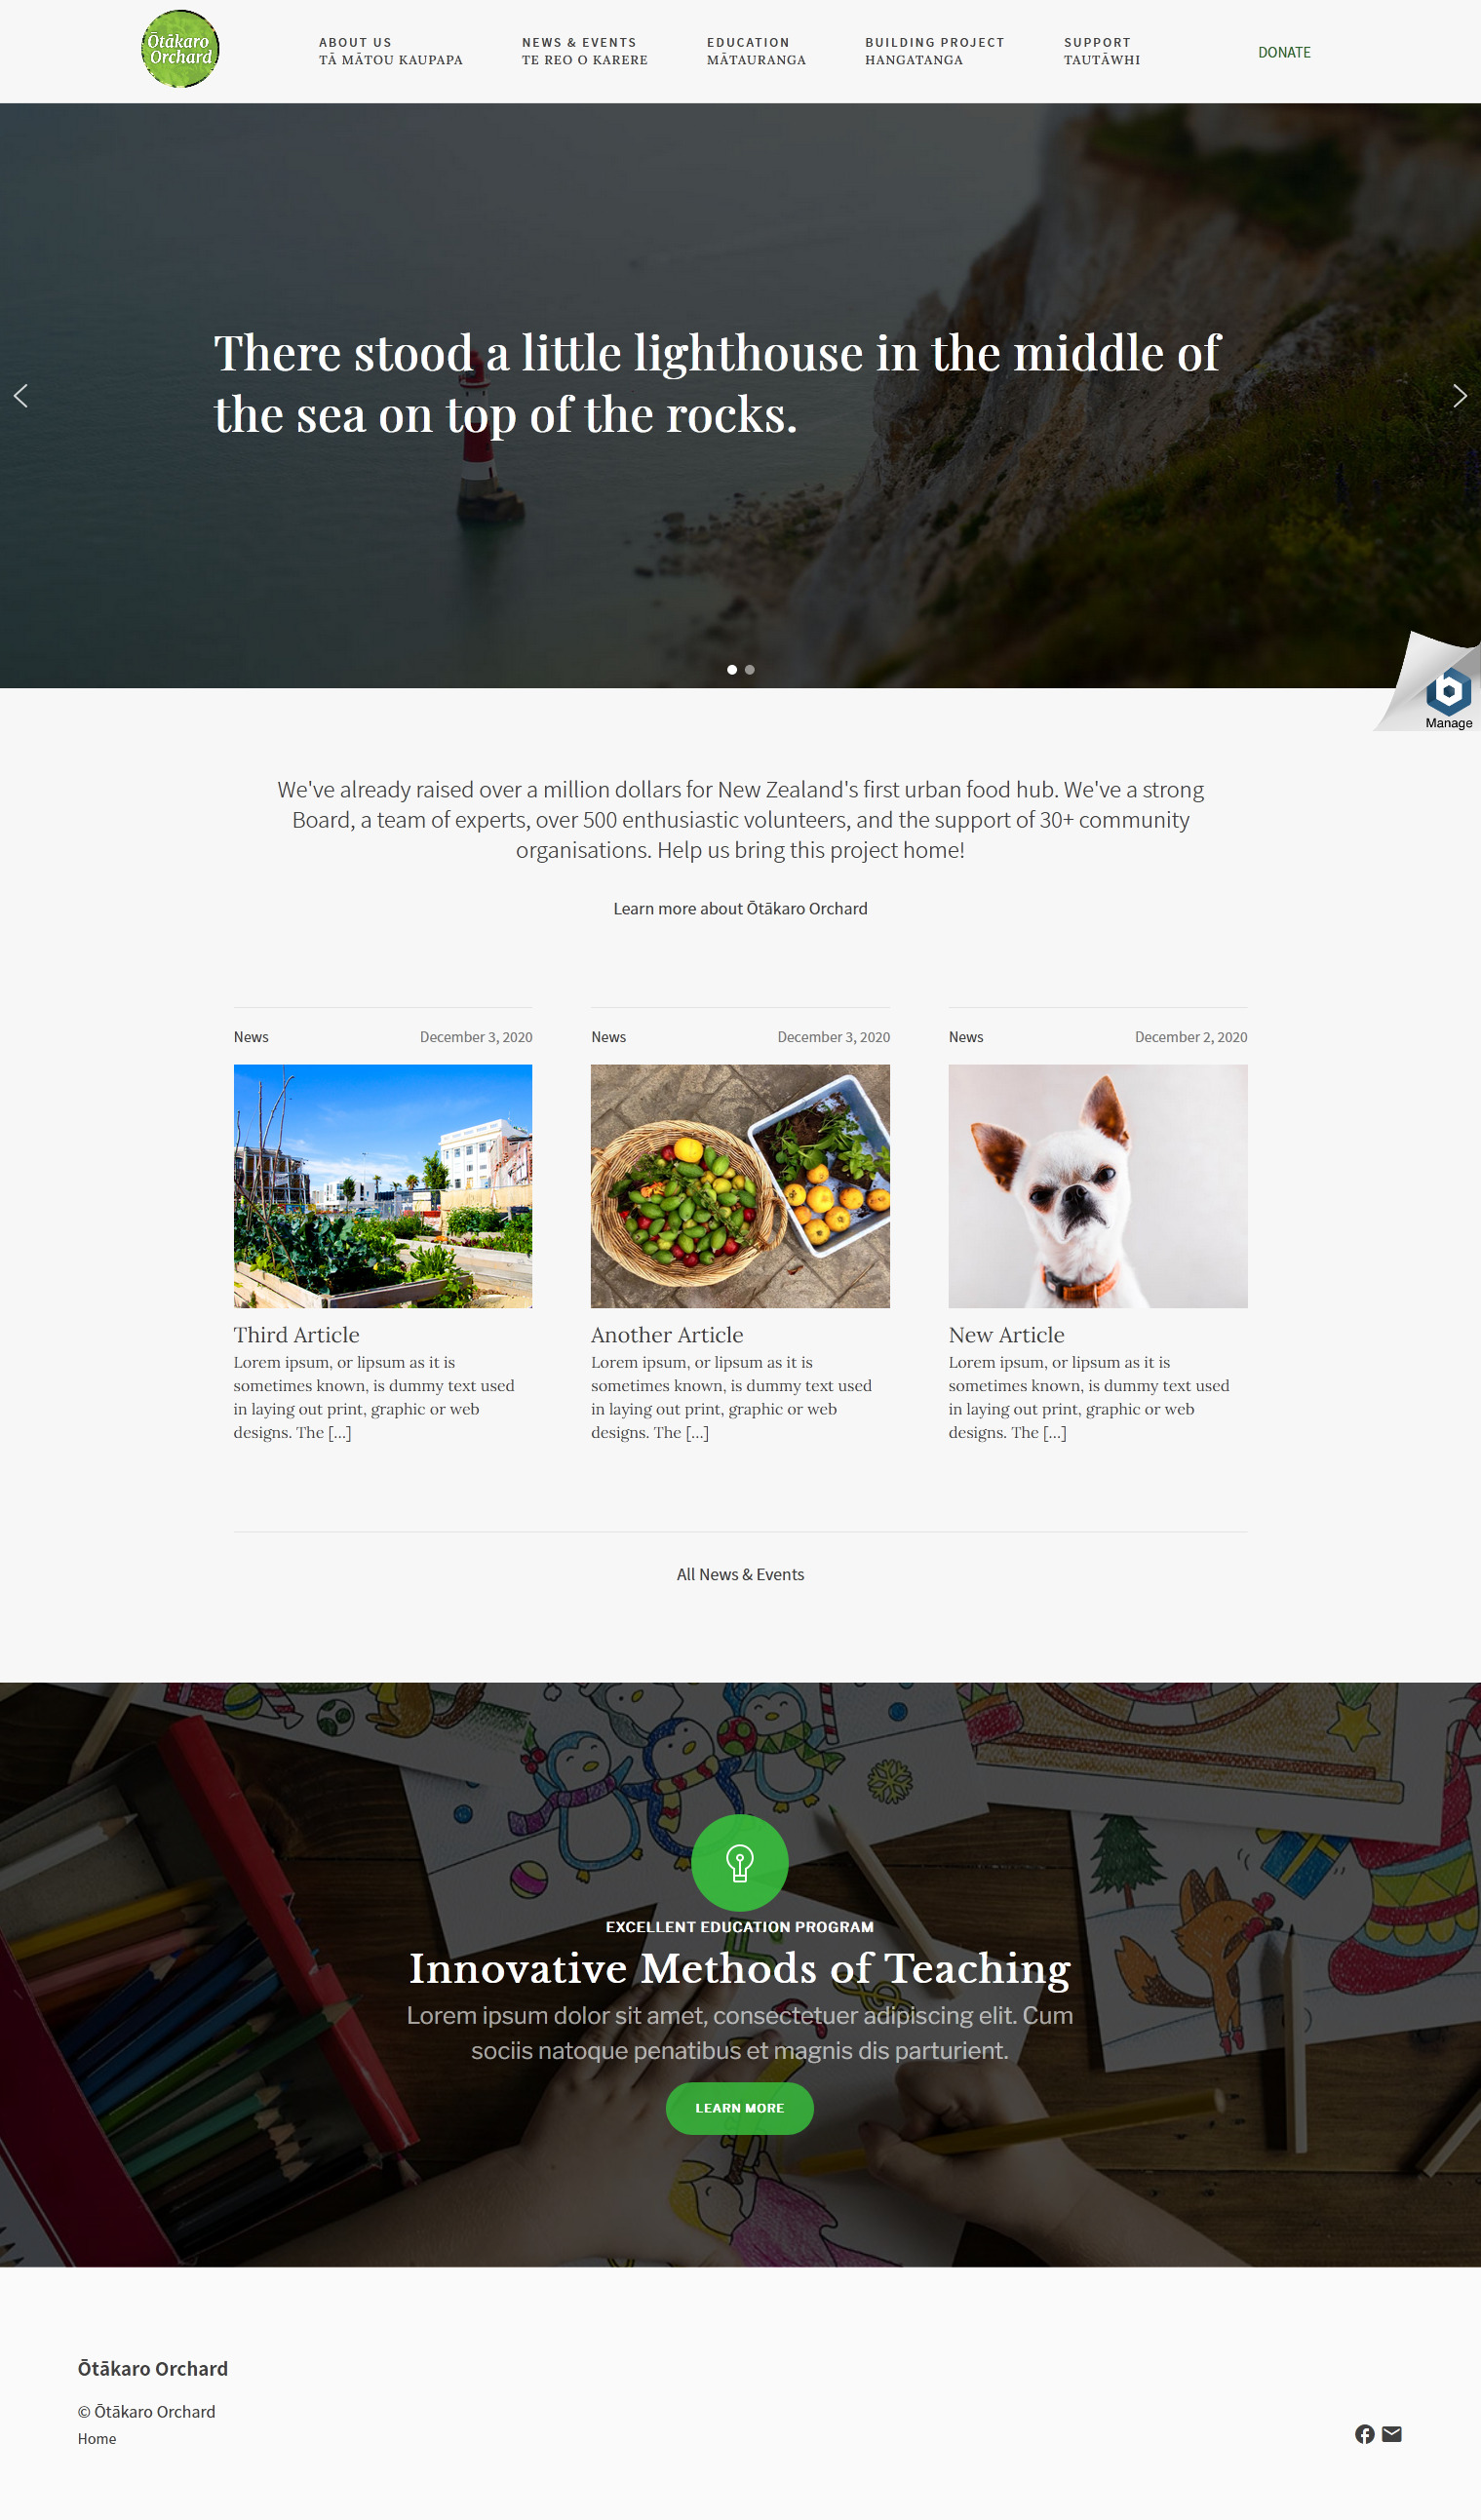 Ōtākaro
Orchard
ABOUT US
TĀ MĀTOU KAUPAPA
NEWS & EVENTS
TE REO O KARERE
EDUCATION
MĀTAURANGA
BUILDING PROJECT
HANGATANGA
SUPPORT
TAUTĀWHI
DONATE
There stood a little lighthouse in the middle of
the sea on top of the rocks.
Manage
We've already raised over a million dollars for New Zealand's first urban food hub. We've a strong
Board, a team of experts, over 500 enthusiastic volunteers, and the support of 30+ community
organisations. Help us bring this project home!
Learn more about Ōtākaro Orchard
News
December 3, 2020
Third Article
Lorem ipsum, or lipsum as it is
sometimes known, is dummy text used
in laying out print, graphic or web
designs. The [...]
News
December 3, 2020
Another Article
Lorem ipsum, or lipsum as it is
sometimes known, is dummy text used
in laying out print, graphic or web
designs. The [...]
News
December 2, 2020
New Article
Lorem ipsum, or lipsum as it is
sometimes known, is dummy text used
in laying out print, graphic or web
designs. The [...]
All News & Events
EXCELLENT EDUCATION PROGRAM
Innovative Methods of Teaching
Lorem ipsum dolor sit amet, consectetuer adipiscing elit. Cum
sociis natoque penatibus et magnis dis parturient.
LEARN MORE
Ōtākaro Orchard
© Ōtākaro Orchard
Home